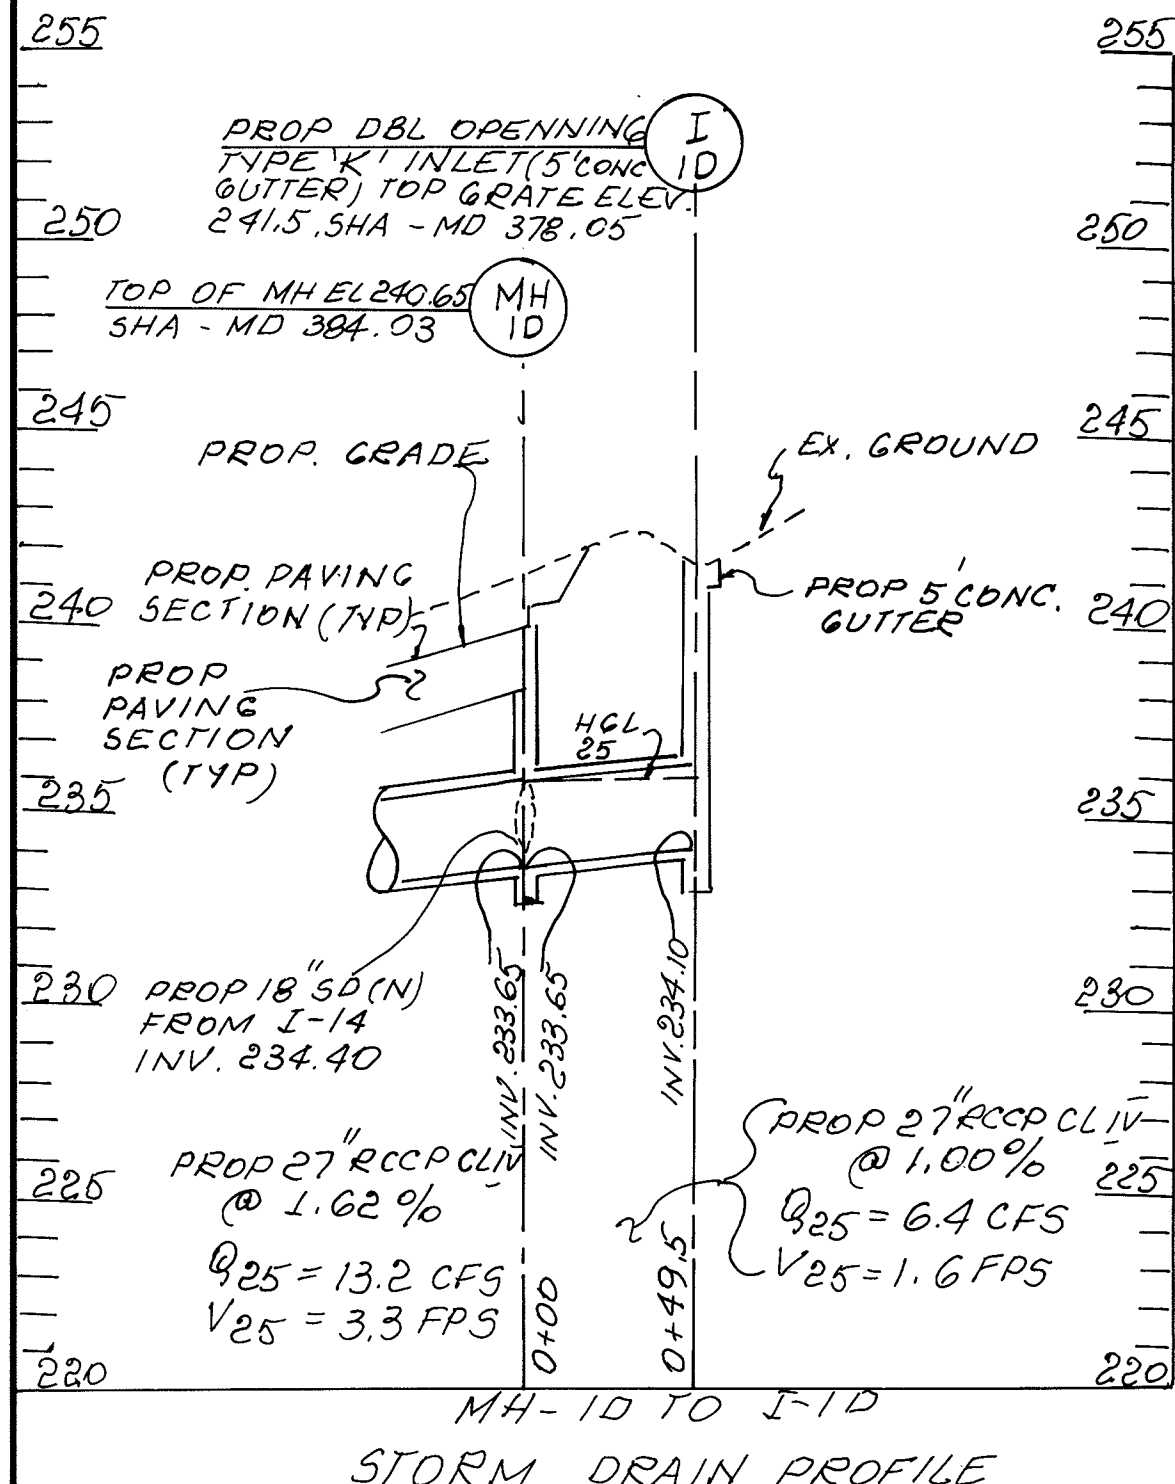 255
255
PROP DBL OPENNING
TYPE 'K' INLET (5' CONC
GUTTER) TOP GRATE ELEV.
241.5. SHA - MD 378.05
I
1D
250
250
TOP OF MH EL 240.65
SHA - MD 384.03
MH
1D
245
245
PROP. GRADE
EX. GROUND
PROP. PAVING
SECTION (TYP)
240
PROP 5' CONC.
GUTTER
240
PROP
PAVING
SECTION
(TYP)
HGL
25
235
235
230
230
PROP 18" SD (N)
FROM I-14
INV. 234.40
INV. 233.65
INV. 233.65
INV. 234.10
PROP 27" RCCP CL IV
@ 1.62 %
Q25 = 13.2 CFS
V25 = 3.3 FPS
PROP 27" RCCP CL IV
@ 1.00 %
Q25 = 6.4 CFS
V25 = 1.6 FPS
225
225
0+00
0+49.5
220
220
MH-1D TO I-1D
STORM DRAIN PROFILE